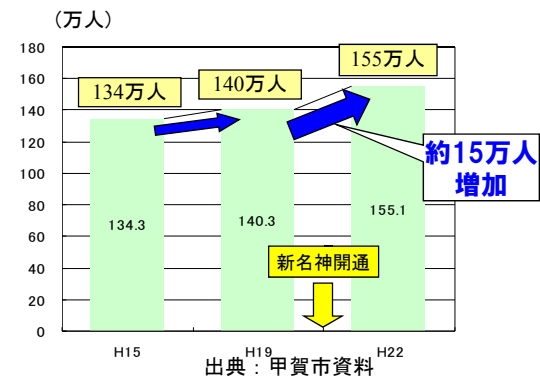 （万人）
180
160
140
120
100
80
60
40
20
0
134万人
140万人
155万人
約15万人
増加
134.3
140.3
155.1
新名神開通
H15
H19
H22
出典：甲賀市資料